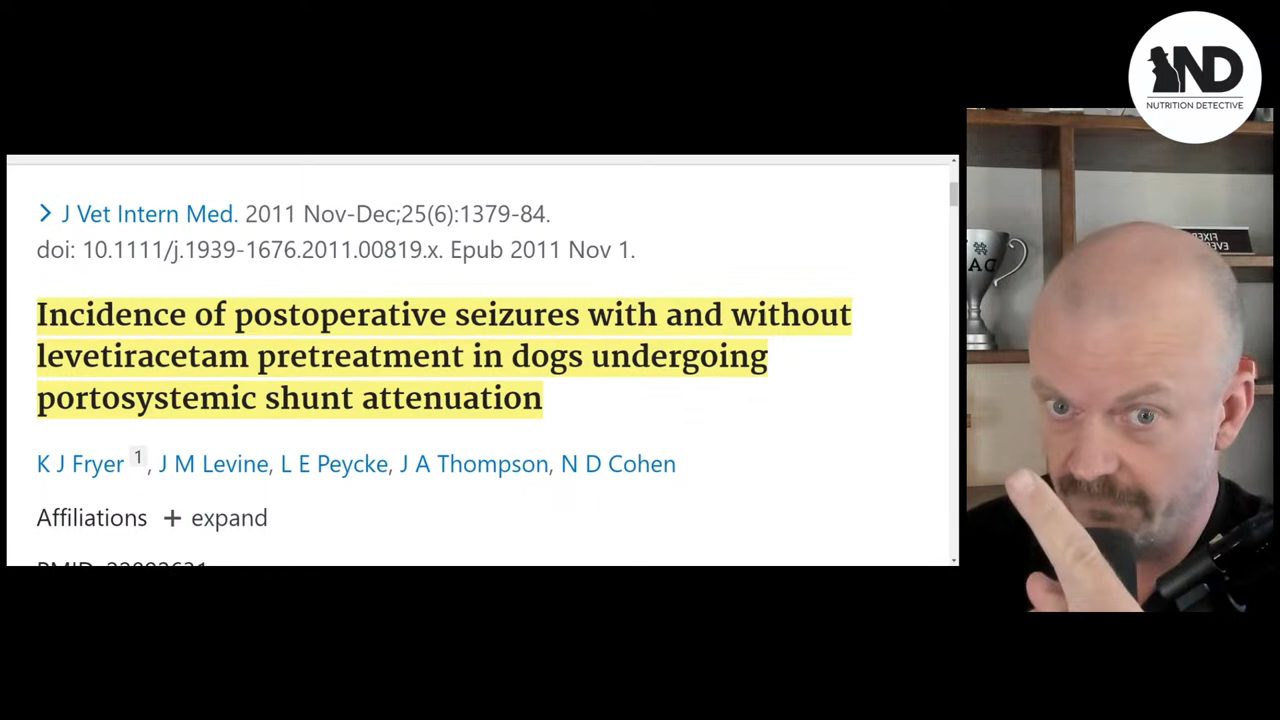 ND
NUTRITION DETECTIVE
J Vet Intern Med. 2011 Nov-Dec;25(6):1379-84.
doi: 10.1111/j.1939-1676.2011.00819.x. Epub 2011 Nov 1.
Incidence of postoperative seizures with and without
levetiracetam pretreatment in dogs undergoing
portosystemic shunt attenuation
K J Fryer 1, J M Levine, L E Peycke, J A Thompson, N D Cohen
Affiliations + expand